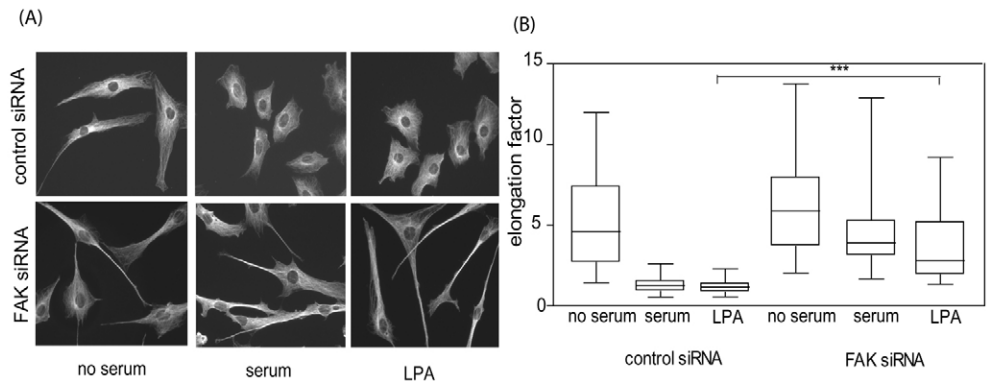 (A)
control siRNA
FAK siRNA
no serum serum LPA
(B)
elongation factor
15
10
5
0
***
no serum serum LPA no serum serum LPA
control siRNA FAK siRNA